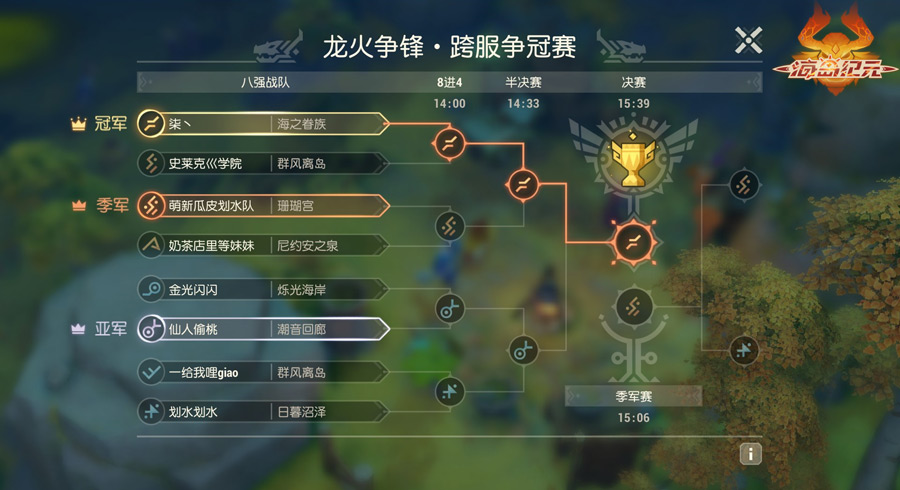 龙火争锋·跨服争冠赛
八强战队 8进4 半决赛 决赛
14:00 14:33 15:39
冠军 柒丶 海之眷族
史莱克巛学院 群风离岛
季军 萌新瓜皮划水队 珊瑚宫
奶茶店里等妹妹 尼约安之泉
金光闪闪 烁光海岸
亚军 仙人偷桃 潮音回廊
一给我哩giao 群风离岛
划水划水 日暮沼泽
季军赛
15:06
i